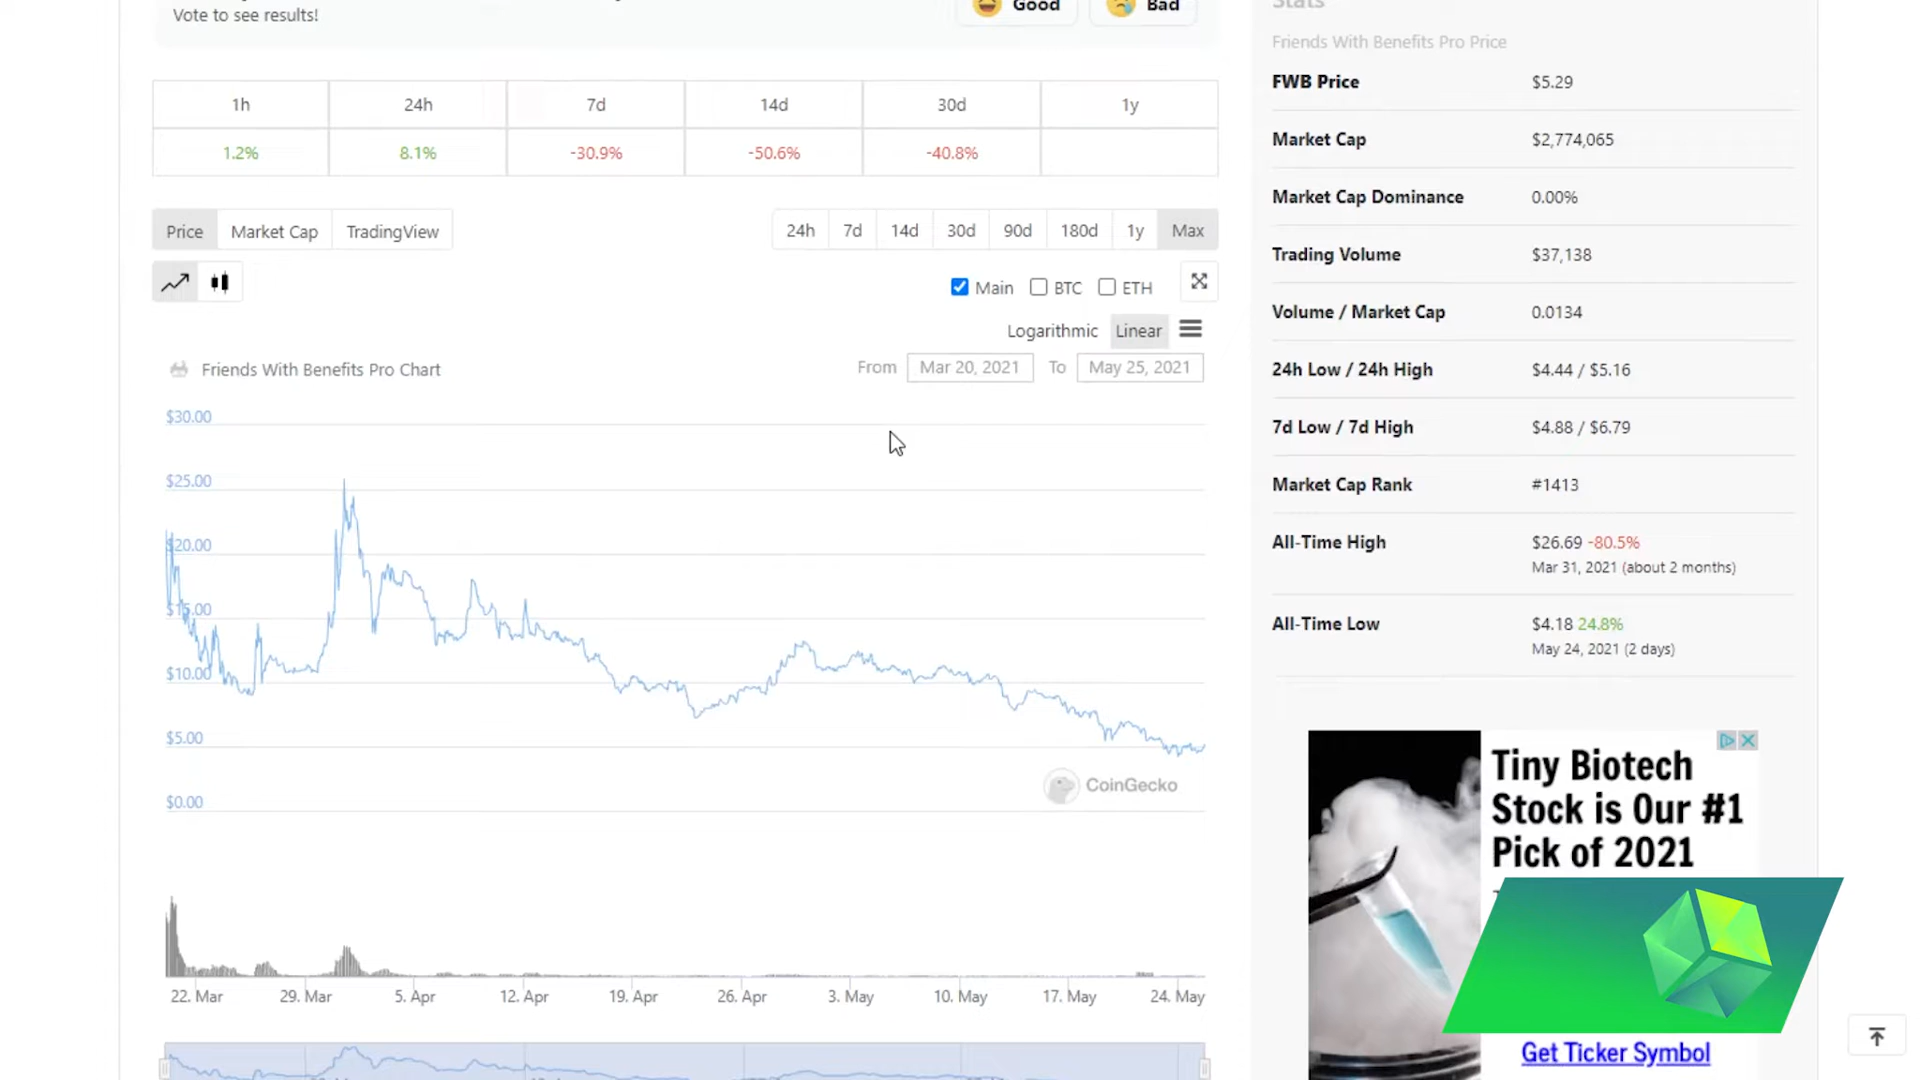 Vote to see results!
Good
Bad
1h 24h 7d 14d 30d 1y
1.2% 8.1% -30.9% -50.6% -40.8%
Price Market Cap TradingView
24h 7d 14d 30d 90d 180d 1y Max
Main BTC ETH
Logarithmic Linear
Friends With Benefits Pro Chart
From Mar 20, 2021 To May 25, 2021
$30.00
$25.00
$20.00
$15.00
$10.00
$5.00
$0.00
CoinGecko
22. Mar 29. Mar 5. Apr 12. Apr 19. Apr 26. Apr 3. May 10. May 17. May 24. May
Stats
Friends With Benefits Pro Price
FWB Price $5.29
Market Cap $2,774,065
Market Cap Dominance 0.00%
Trading Volume $37,138
Volume / Market Cap 0.0134
24h Low / 24h High $4.44 / $5.16
7d Low / 7d High $4.88 / $6.79
Market Cap Rank #1413
All-Time High $26.69 -80.5%
Mar 31, 2021 (about 2 months)
All-Time Low $4.18 24.8%
May 24, 2021 (2 days)
Tiny Biotech
Stock is Our #1
Pick of 2021
Get Ticker Symbol